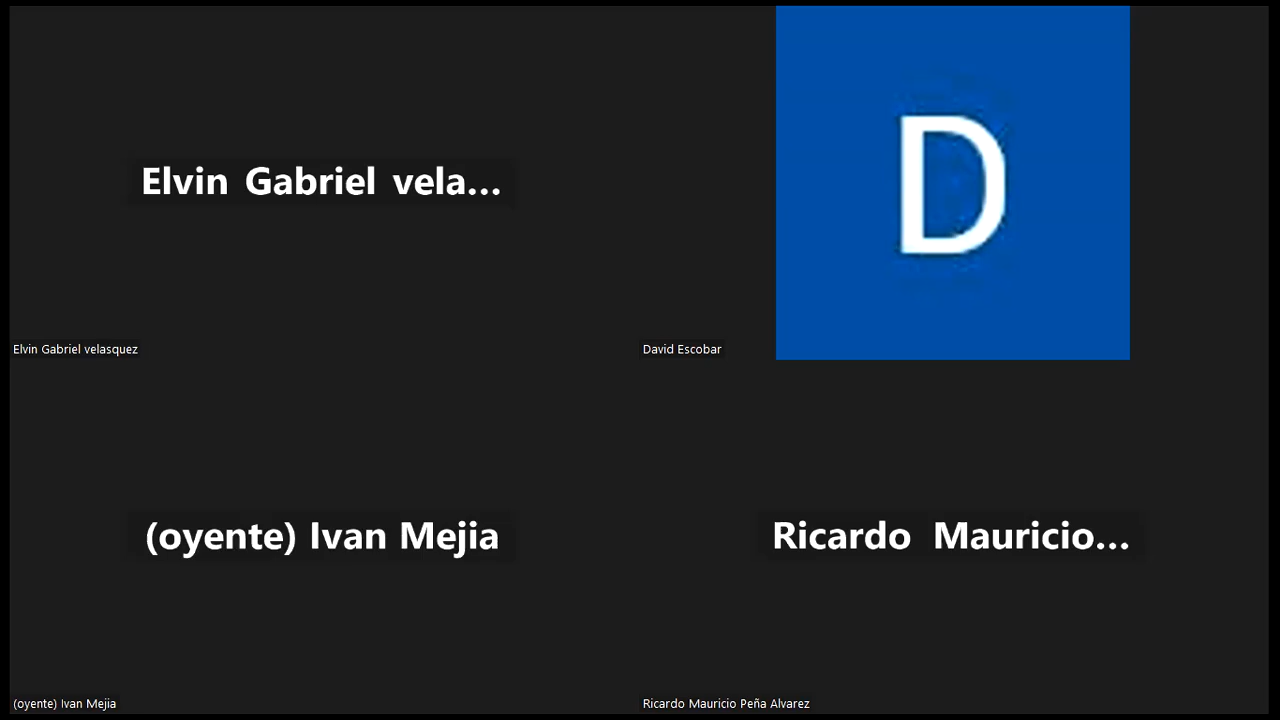 Elvin Gabriel vela...
Elvin Gabriel velasquez
D
David Escobar
(oyente) Ivan Mejia
(oyente) Ivan Mejia
Ricardo Mauricio...
Ricardo Mauricio Peña Alvarez